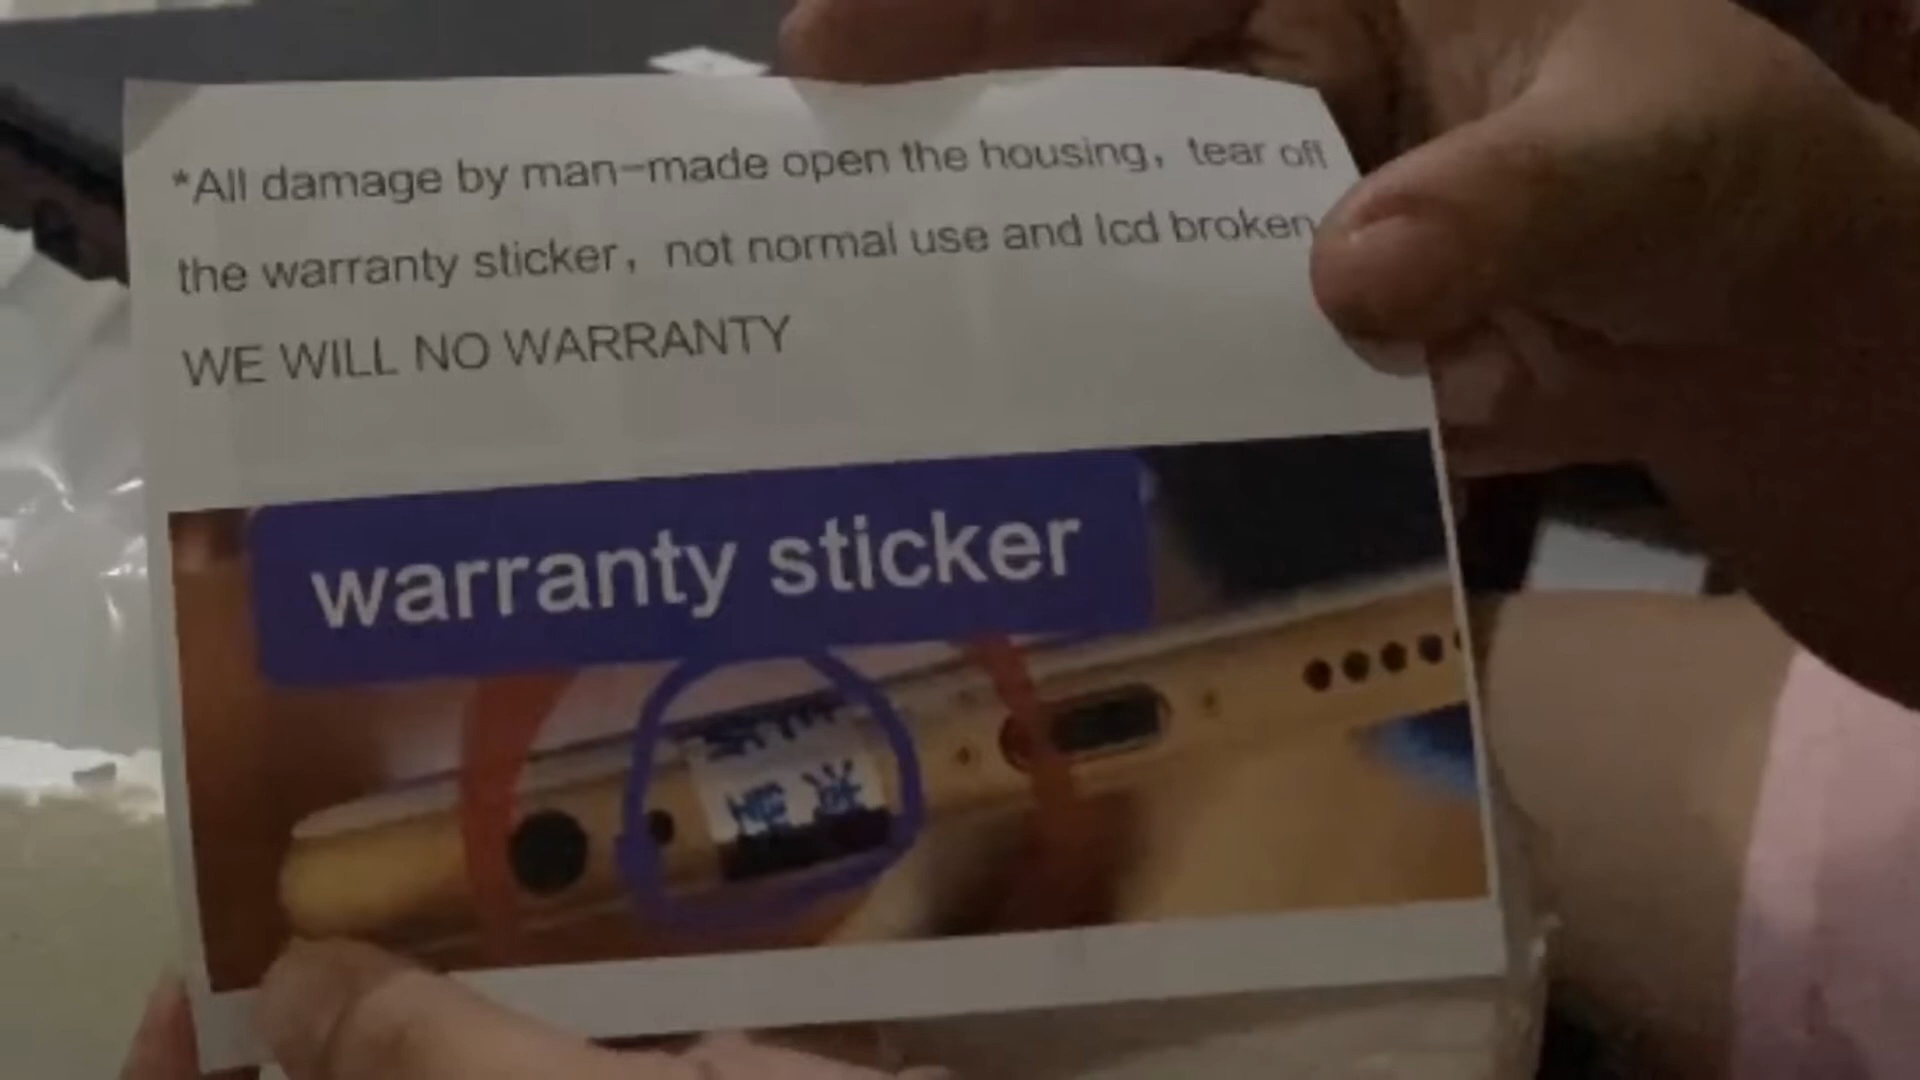 *All damage by man-made open the housing, tear off
the warranty sticker, not normal use and lcd broken
WE WILL NO WARRANTY
warranty sticker